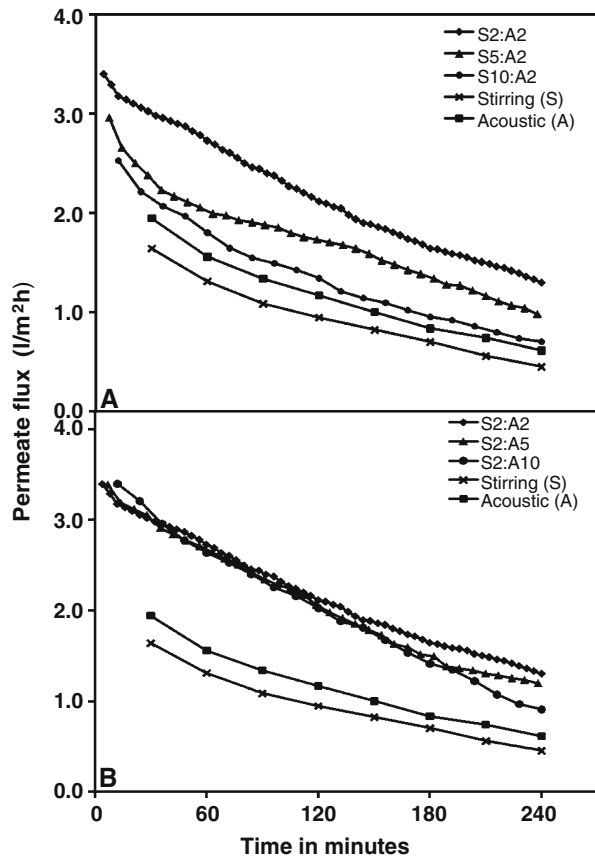 4.0
3.0
2.0
1.0
0.0
A
S2:A2
S5:A2
S10:A2
Stirring (S)
Acoustic (A)
Permeate flux (l/m²h)
4.0
3.0
2.0
1.0
0.0
B
S2:A2
S2:A5
S2:A10
Stirring (S)
Acoustic (A)
0 60 120 180 240
Time in minutes